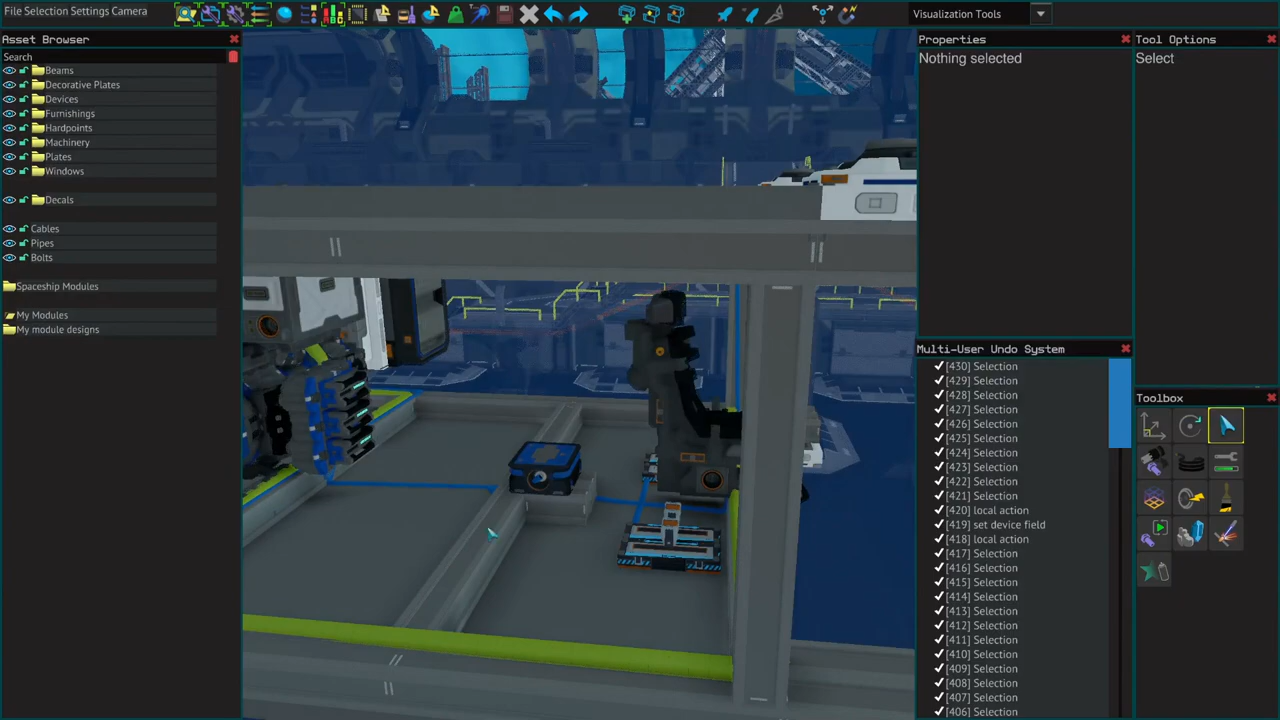 File Selection Settings Camera
Visualization Tools
Asset Browser
Search
Beams
Decorative Plates
Devices
Furnishings
Hardpoints
Machinery
Plates
Windows
Decals
Cables
Pipes
Bolts
Spaceship Modules
My Modules
My module designs
Properties
Nothing selected
Tool Options
Select
Multi-User Undo System
[430] Selection
[429] Selection
[428] Selection
[427] Selection
[426] Selection
[425] Selection
[424] Selection
[423] Selection
[422] Selection
[421] Selection
[420] local action
[419] set device field
[418] local action
[417] Selection
[416] Selection
[415] Selection
[414] Selection
[413] Selection
[412] Selection
[411] Selection
[410] Selection
[409] Selection
[408] Selection
[407] Selection
[406] Selection
Toolbox